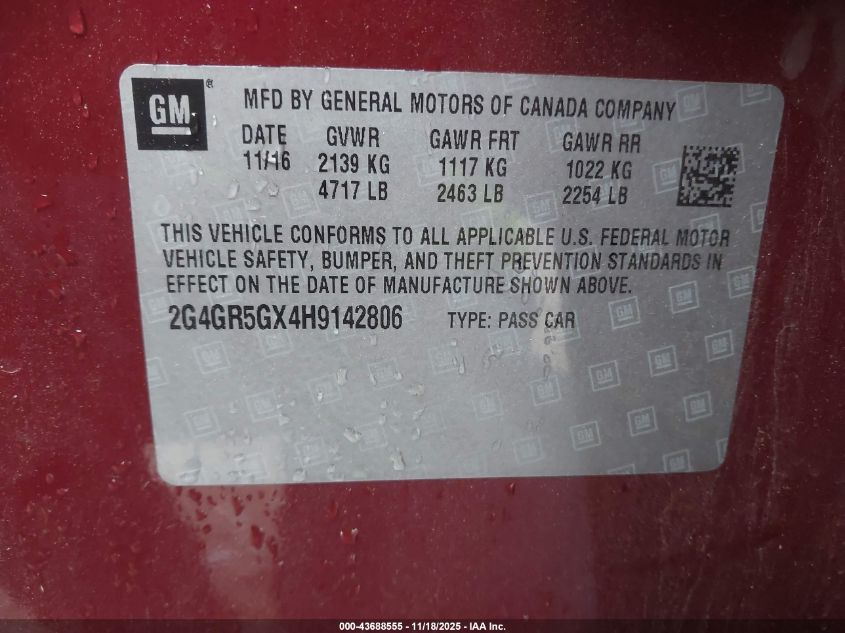 GM® MFD BY GENERAL MOTORS OF CANADA COMPANY
DATE GVWR GAWR FRT GAWR RR
11/16 2139 KG 1117 KG 1022 KG
4717 LB 2463 LB 2254 LB
THIS VEHICLE CONFORMS TO ALL APPLICABLE U.S. FEDERAL MOTOR
VEHICLE SAFETY, BUMPER, AND THEFT PREVENTION STANDARDS IN
EFFECT ON THE DATE OF MANUFACTURE SHOWN ABOVE.
2G4GR5GX4H9142806 TYPE: PASS CAR
000-43688555 - 11/18/2025 - IAA Inc.